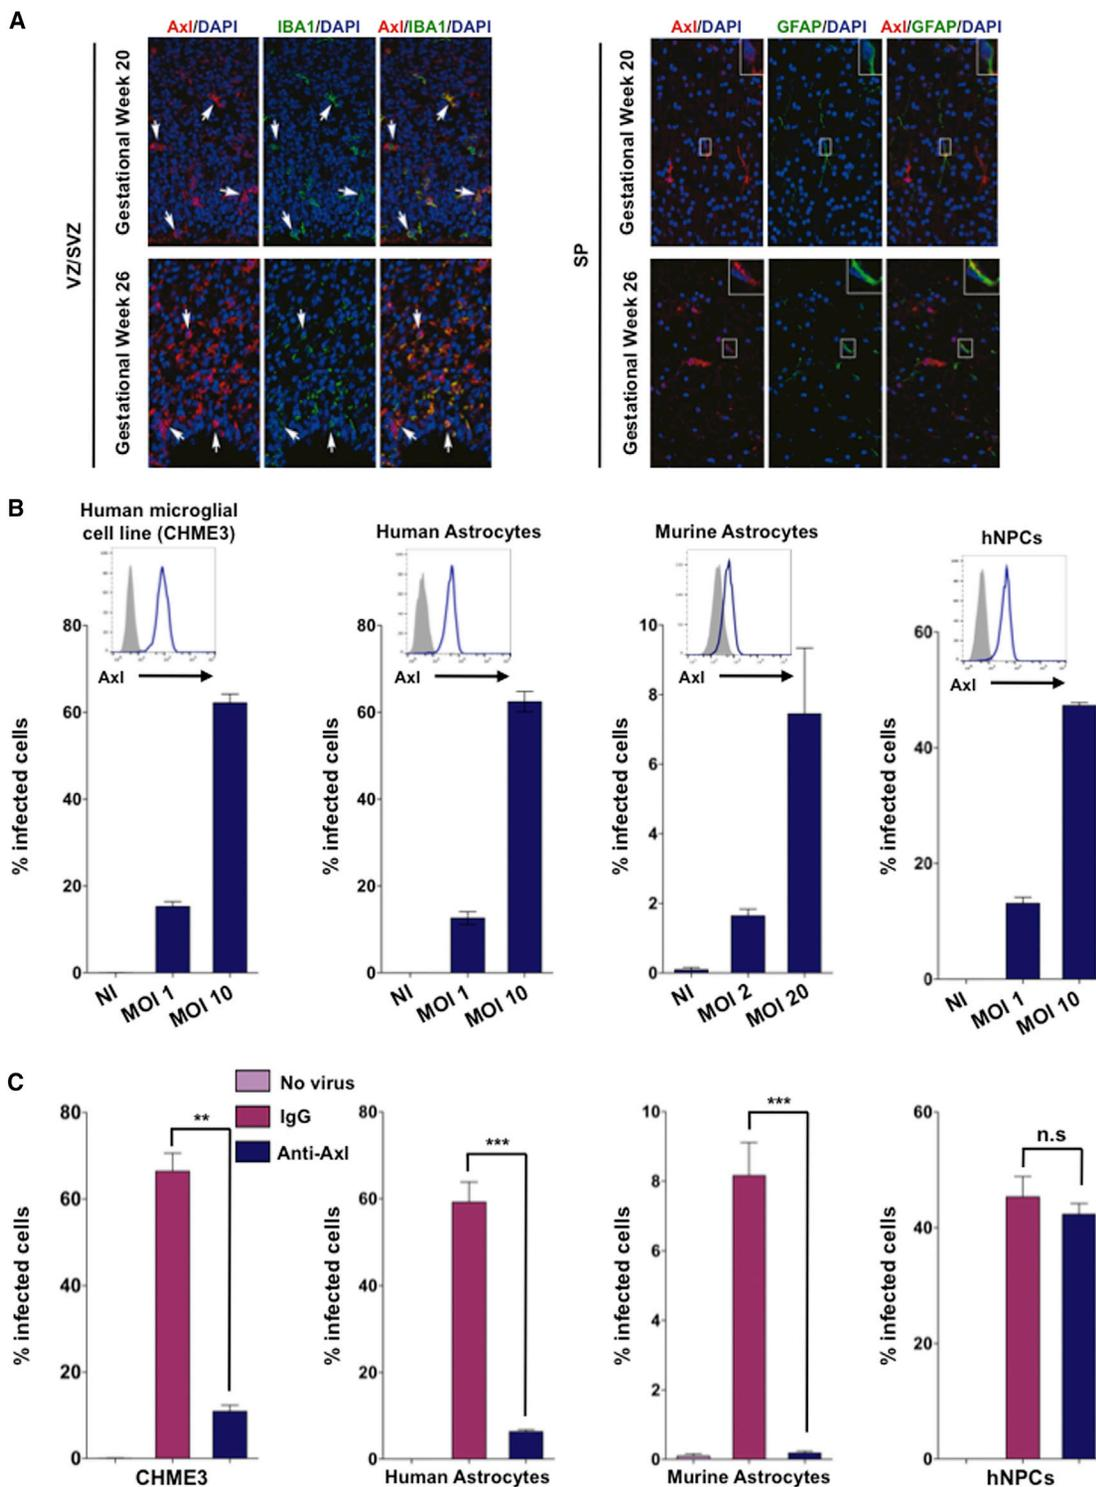 A
Axl/DAPI IBA1/DAPI Axl/IBA1/DAPI
Axl/DAPI GFAP/DAPI Axl/GFAP/DAPI
VZ/SVZ
Gestational Week 20
Gestational Week 26
SP
Gestational Week 20
Gestational Week 26
B
Human microglial
cell line (CHME3)
Axl
% infected cells
80
60
40
20
0
NI MOI 1 MOI 10
Human Astrocytes
Axl
% infected cells
80
60
40
20
0
NI MOI 1 MOI 10
Murine Astrocytes
Axl
% infected cells
10
8
6
4
2
0
NI MOI 2 MOI 20
hNPCs
Axl
% infected cells
60
40
20
0
NI MOI 1 MOI 10
C
No virus
IgG
Anti-Axl
% infected cells
80
60
40
20
0
**
CHME3
% infected cells
80
60
40
20
0
***
Human Astrocytes
% infected cells
10
8
6
4
2
0
***
Murine Astrocytes
% infected cells
60
40
20
0
n.s
hNPCs